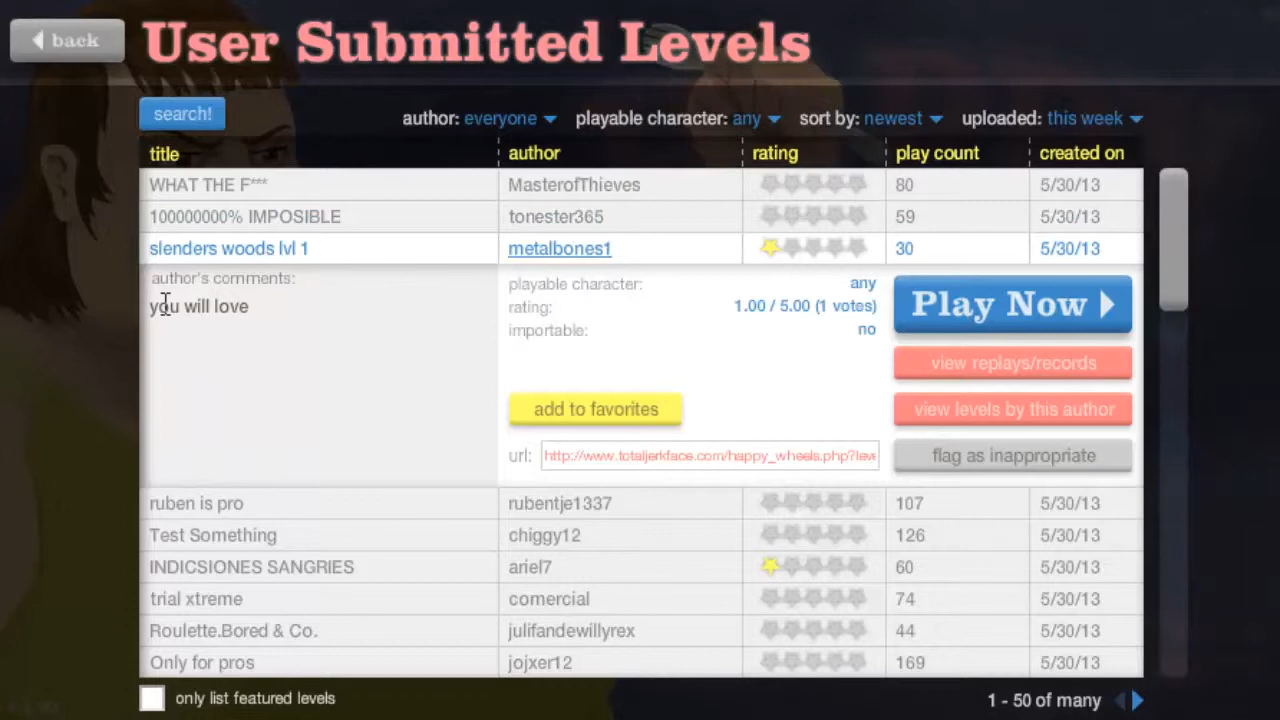 back
User Submitted Levels
search!
author: everyone playable character: any sort by: newest uploaded: this week
title author rating play count created on
WHAT THE F*** MasterofThieves 80 5/30/13
100000000% IMPOSIBLE tonester365 59 5/30/13
slenders woods lvl 1 metalbones1 30 5/30/13
author's comments:
you will love
playable character: any
rating: 1.00 / 5.00 (1 votes)
importable: no
add to favorites
url: http://www.totaljerkface.com/happy_wheels.php?leve
Play Now
view replays/records
view levels by this author
flag as inappropriate
ruben is pro rubentje1337 107 5/30/13
Test Something chiggy12 126 5/30/13
INDICSIONES SANGRIES ariel7 60 5/30/13
trial xtreme comercial 74 5/30/13
Roulette.Bored & Co. julifandewillyrex 44 5/30/13
Only for pros jojxer12 169 5/30/13
only list featured levels 1 - 50 of many